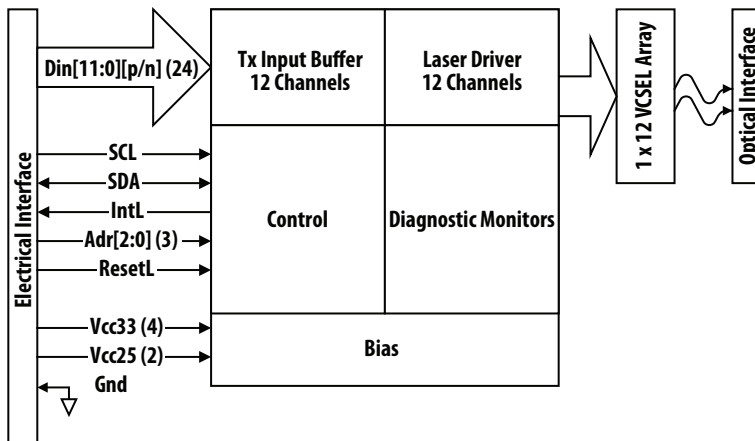 Electrical Interface
Din[11:0][p/n] (24)
SCL
SDA
IntL
Adr[2:0] (3)
ResetL
Vcc33 (4)
Vcc25 (2)
Gnd
Tx Input Buffer
12 Channels
Laser Driver
12 Channels
Control
Diagnostic Monitors
Bias
1 x 12 VCSEL Array
Optical Interface